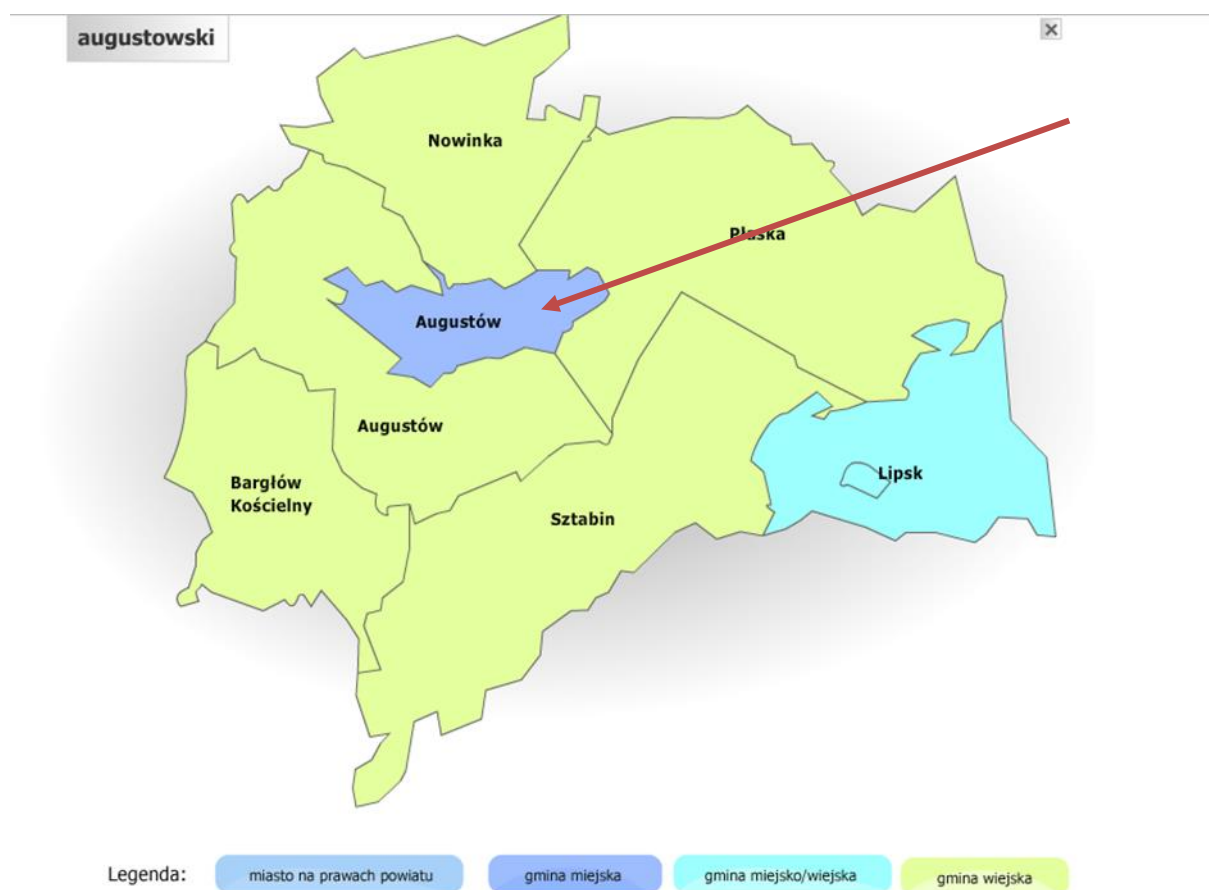 augustowski
Nowinka
Płaska
Augustów
Augustów
Bargłów
Kościelny
Lipsk
Sztabin
Legenda:
miasto na prawach powiatu
gmina miejska
gmina miejsko/wiejska
gmina wiejska